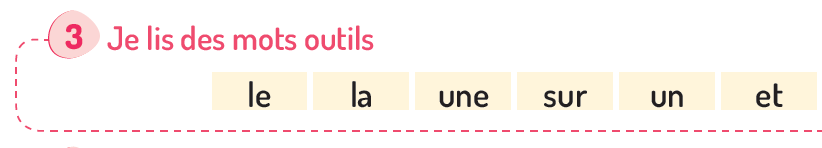 3 Je lis des mots outils
le la une sur un et